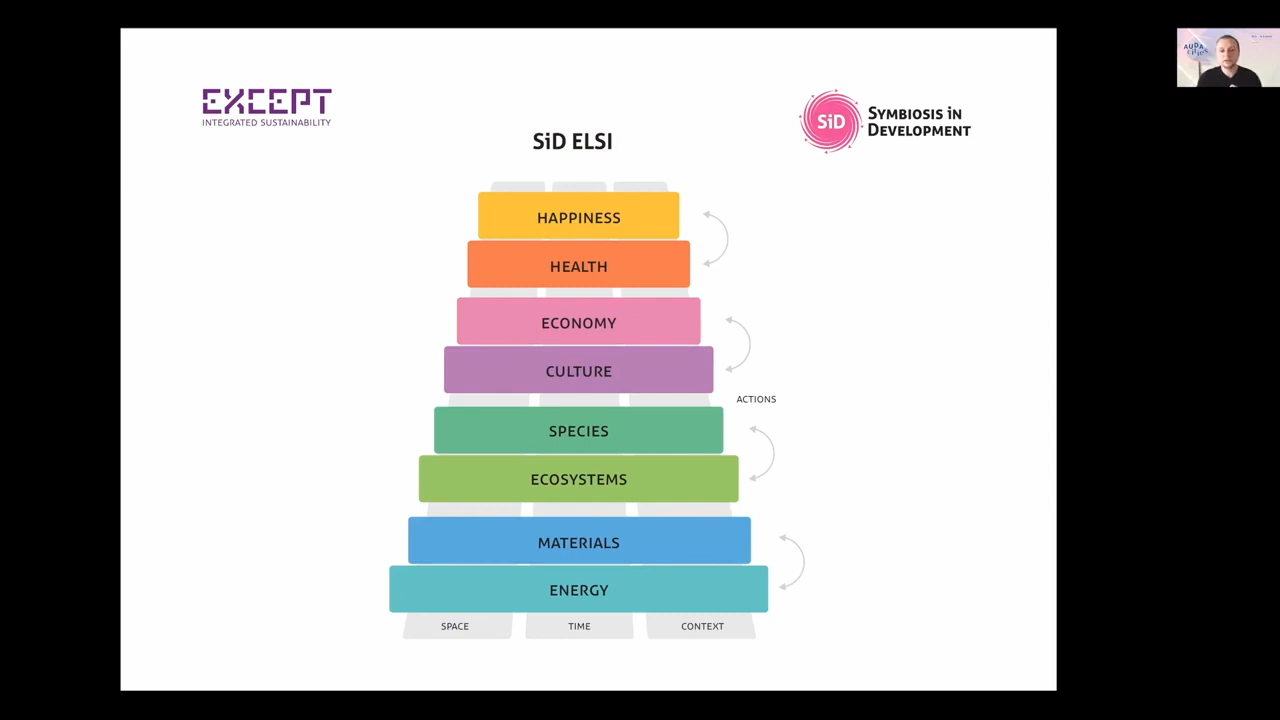 EXCEPT
INTEGRATED SUSTAINABILITY
SiD
SYMBIOSIS iN
DEVELOPMENT
SiD ELSI
HAPPINESS
HEALTH
ECONOMY
CULTURE
ACTIONS
SPECIES
ECOSYSTEMS
MATERIALS
ENERGY
SPACE
TIME
CONTEXT